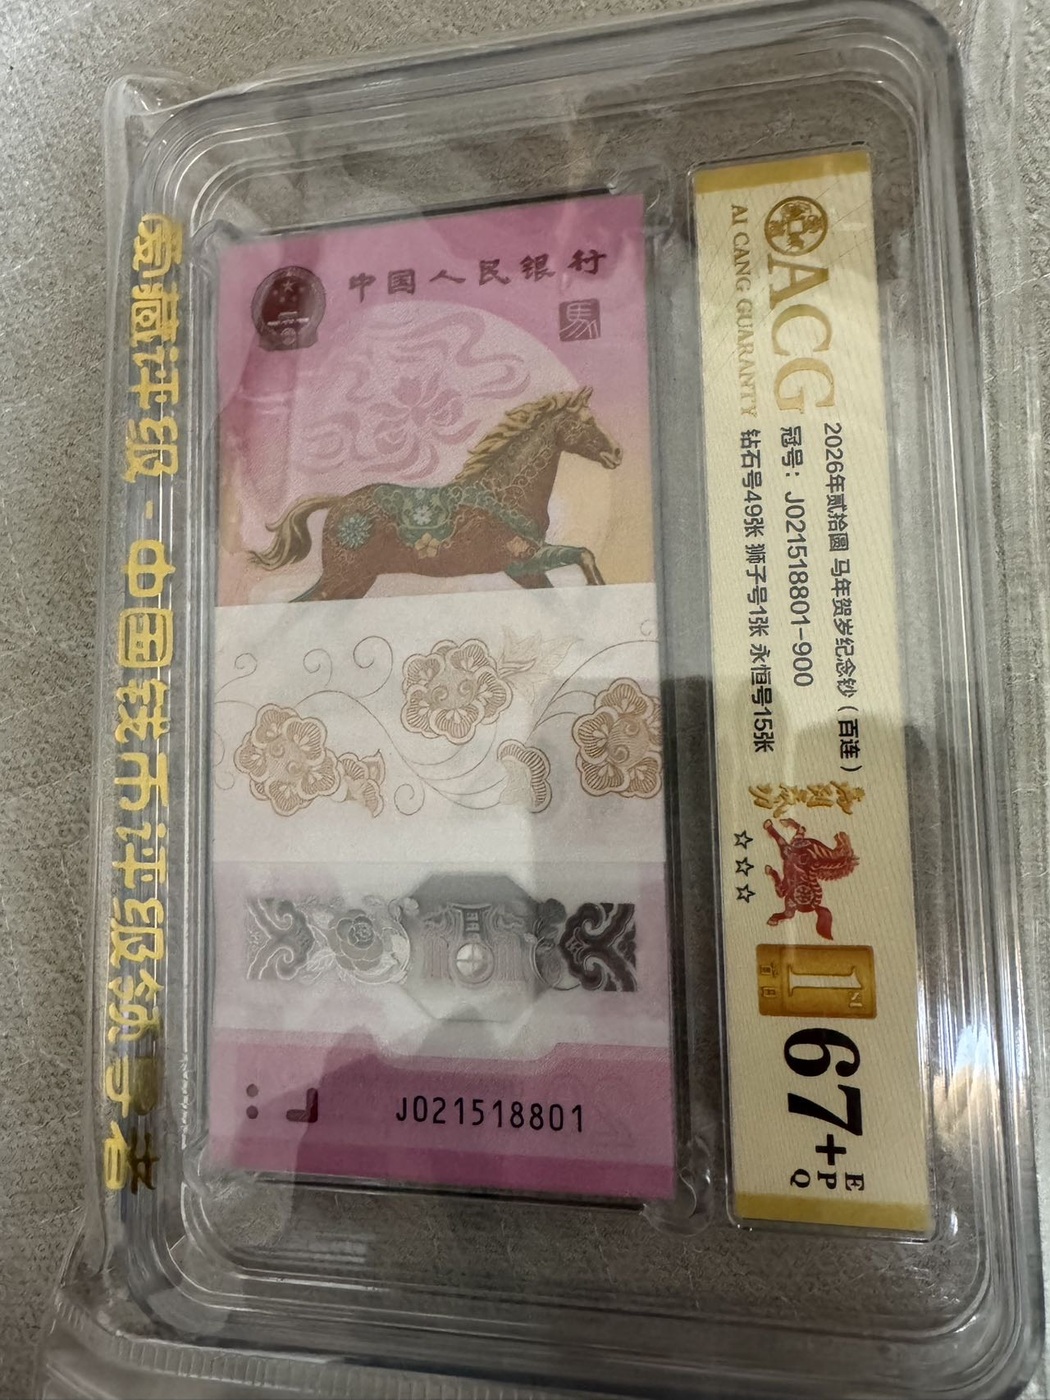 爱藏评级 - 中国钱币评级领导者
中国人民银行
馬
J021518801
ACG
AI CANG GUARANTY
2026年贰拾圆 马年贺岁纪念钞（百连）
冠号： J021518801-900
钻石号49张 狮子号1张 永恒号15张
☆☆☆
1
67+
EPQ